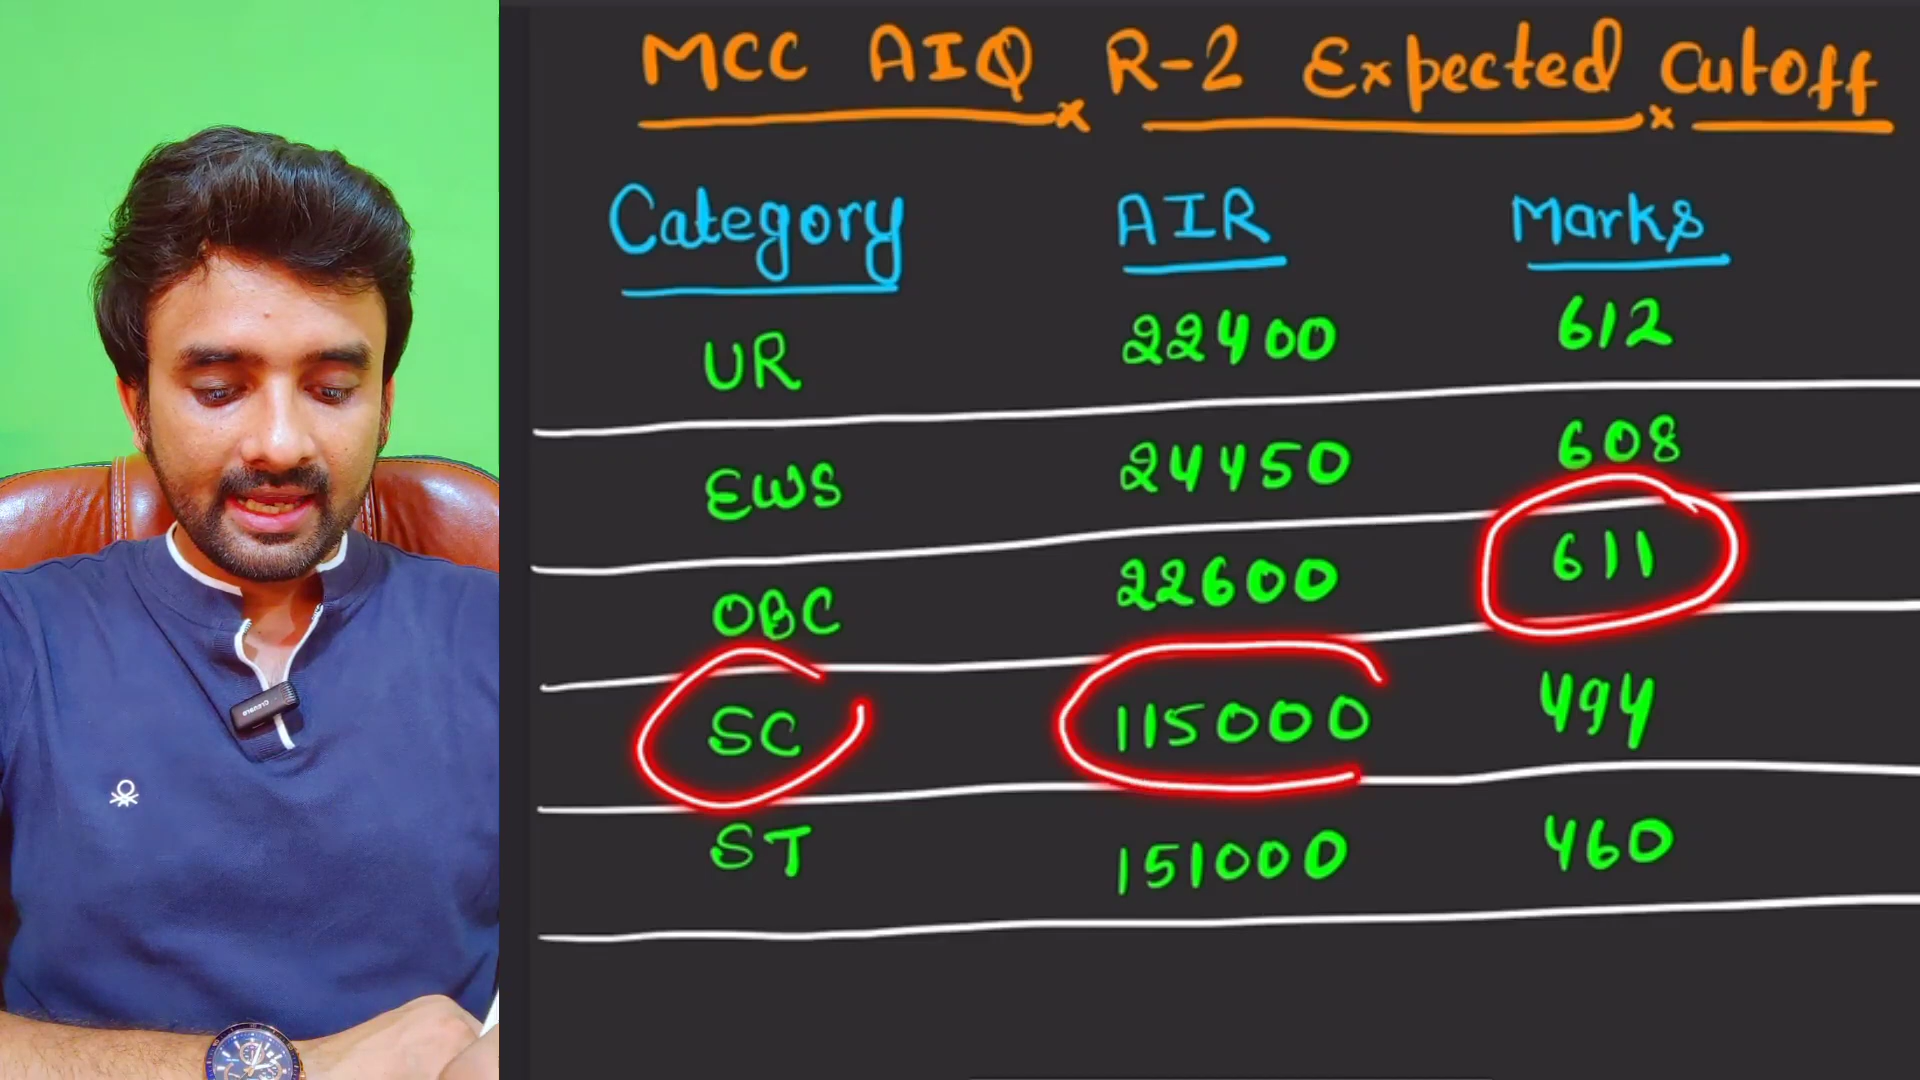 MCC AIQ R-2 Expected Cutoff
Category AIR Marks
UR 22400 612
EWS 24450 608
OBC 22600 611
SC 115000 494
ST 151000 460